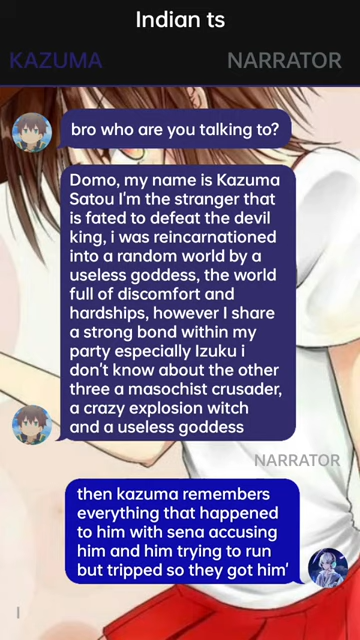 Indian ts
KAZUMA NARRATOR
bro who are you talking to?
Domo, my name is Kazuma
Satou I'm the stranger that
is fated to defeat the devil
king, i was reincarnationed
into a random world by a
useless goddess, the world
full of discomfort and
hardships, however I share
a strong bond within my
party especially Izuku i
don't know about the other
three a masochist crusader,
a crazy explosion witch
and a useless goddess
NARRATOR
then kazuma remembers
everything that happened
to him with sena accusing
him and him trying to run
but tripped so they got him'